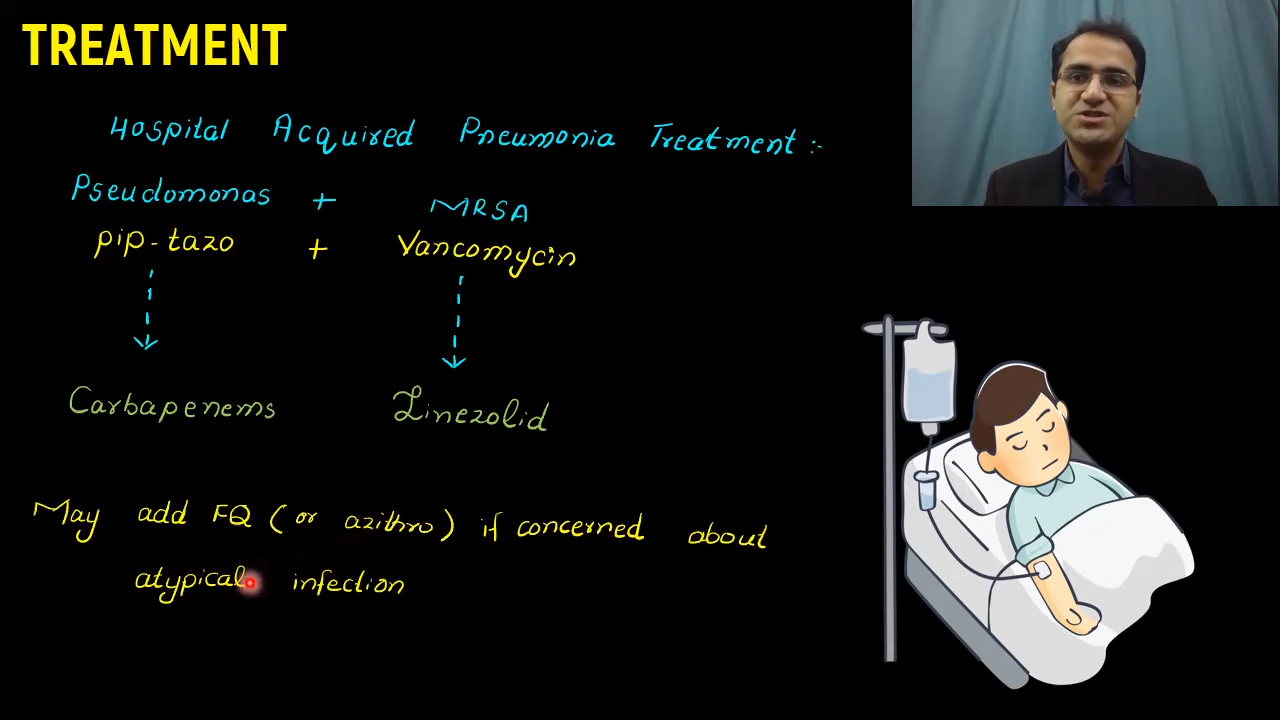 TREATMENT
Hospital Acquired Pneumonia Treatment :-
Pseudomonas + MRSA
pip-tazo + Vancomycin
Carbapenems Linezolid
May add FQ (or azithro) if concerned about
atypical infection